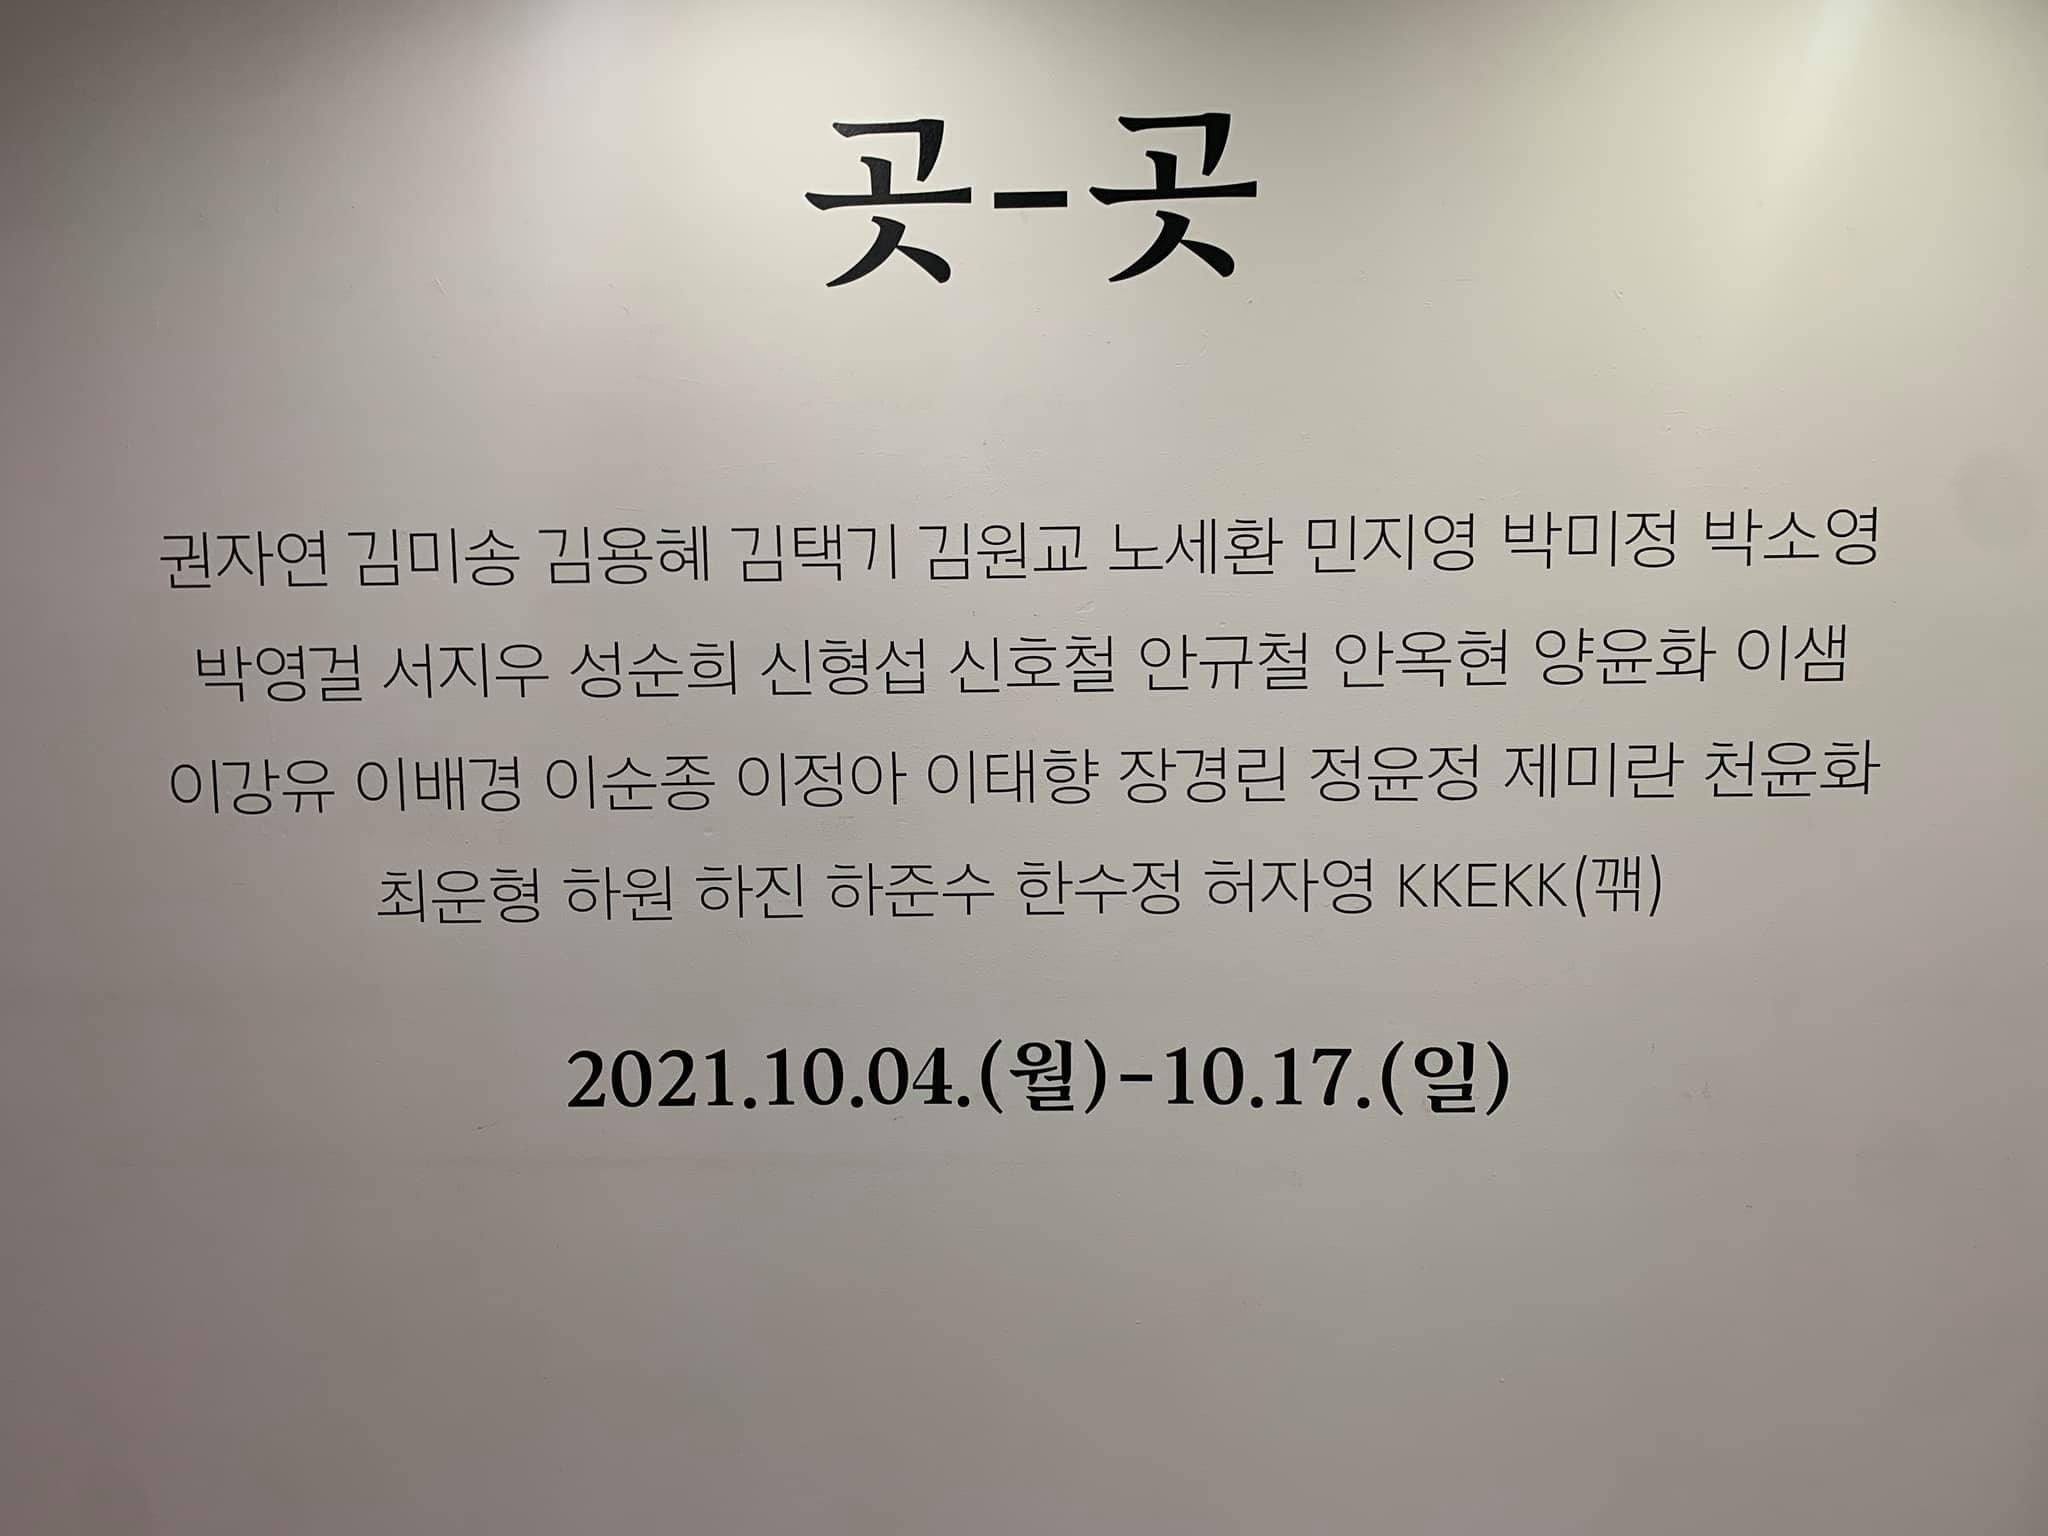 곳-곳
권자연 김미송 김용혜 김택기 김원교 노세환 민지영 박미정 박소영
박영걸 서지우 성순희 신형섭 신호철 안규철 안옥현 양윤화 이샘
이강유 이배경 이순종 이정아 이태향 장경린 정윤정 제미란 천윤화
최운형 하원 하진 하준수 한수정 허자영 KKEKK(깪)
2021.10.04.(월)-10.17.(일)